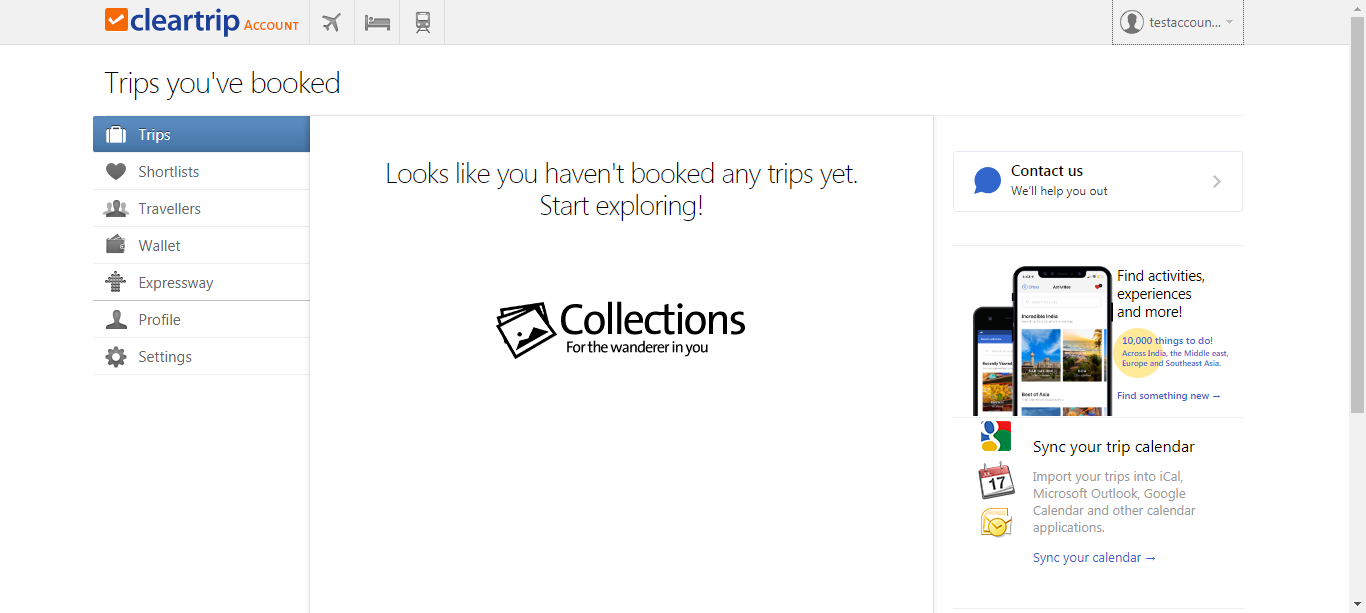 cleartrip ACCOUNT
testaccoun...
Trips you've booked
Trips
Shortlists
Travellers
Wallet
Expressway
Profile
Settings
Looks like you haven't booked any trips yet.
Start exploring!
Collections
For the wanderer in you
Contact us
We'll help you out
Activities
Incredible India
Best of Asia
Find activities,
experiences
and more!
10,000 things to do!
Across India, the Middle east,
Europe and Southeast Asia.
Find something new →
17
Sync your trip calendar
Import your trips into iCal,
Microsoft Outlook, Google
Calendar and other calendar
applications.
Sync your calendar →